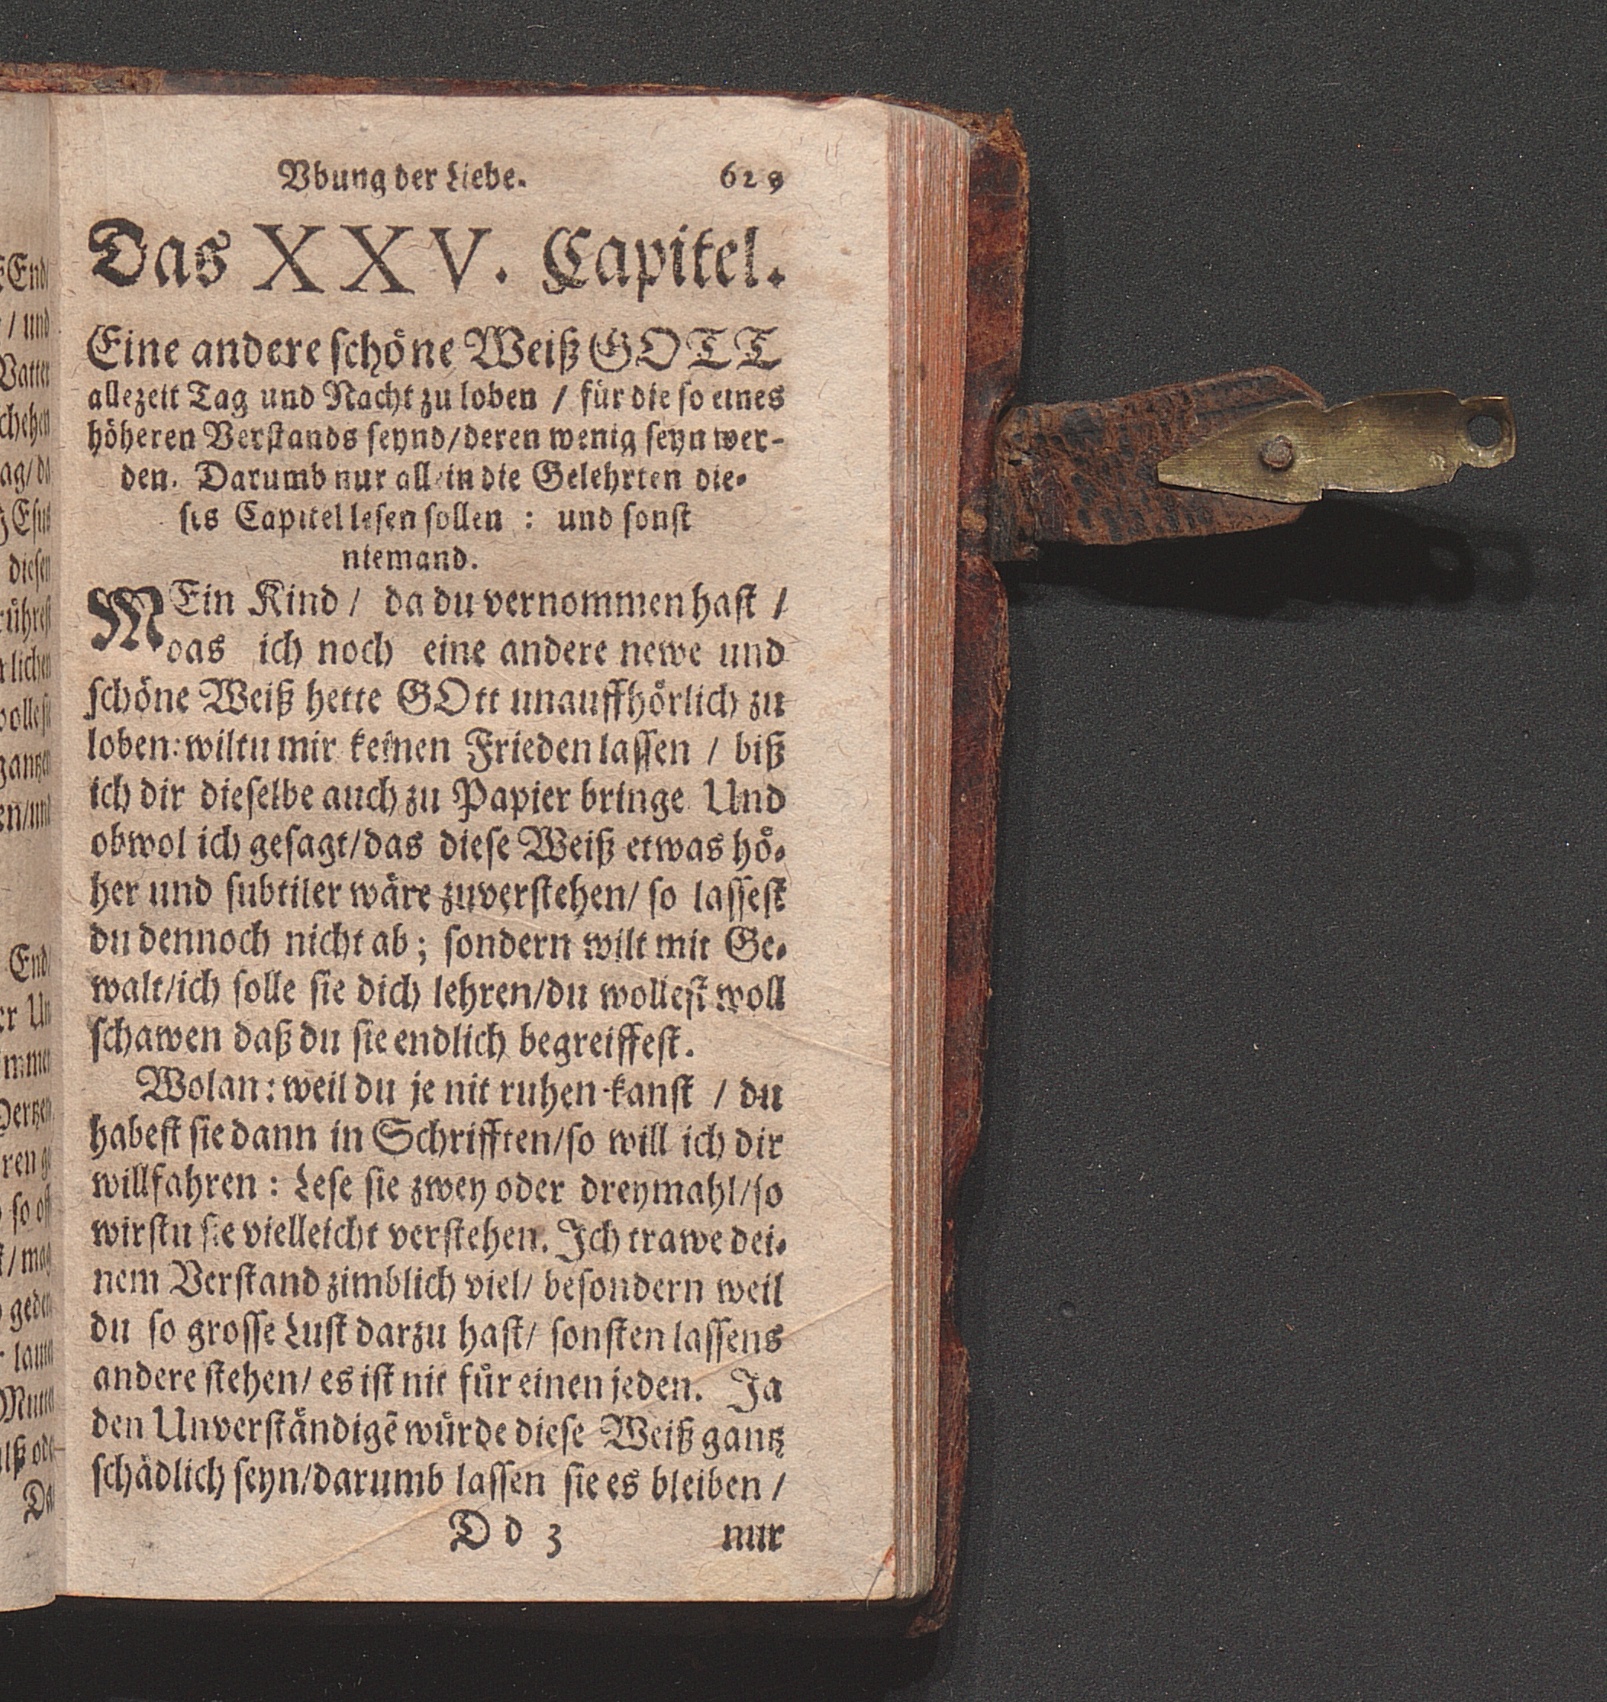 Vbung der Liebe. 629
Das XXV. Capitel.
Eine andere schöne Weiß GOTT
allezeit Tag und Nacht zu loben / für die so eines
höheren Verstands seynd/deren wenig seyn wer-
den. Darumb nur allein die Gelehrten die-
ses Capitel lesen sollen : und sonst
niemand.
MEin Kind / da du vernommen hast /
das ich noch eine andere newe und
schöne Weiß hette GOtt unauffhörlich zu
loben: wiltu mir keinen Frieden lassen / biß
ich dir dieselbe auch zu Papier bringe Und
obwol ich gesagt/das diese Weiß etwas hö-
her und subtiler wäre zuverstehen/ so lassest
du dennoch nicht ab; sondern wilt mit Ge-
walt/ich solle sie dich lehren/du wollest woll
schawen daß du sie endlich begreiffest.
Wolan: weil du je nit ruhen kanst / du
habest sie dann in Schrifften/so will ich dir
willfahren : Lese sie zwey oder dreymahl/so
wirstu sie vielleicht verstehen. Ich trawe dei-
nem Verstand zimblich viel/ besondern weil
du so grosse Lust darzu hast/ sonsten lassens
andere stehen/ es ist nit für einen jeden. Ja
den Unverständigẽ würde diese Weiß gantz
schädlich seyn/darumb lassen sie es bleiben /
D d 3 nur